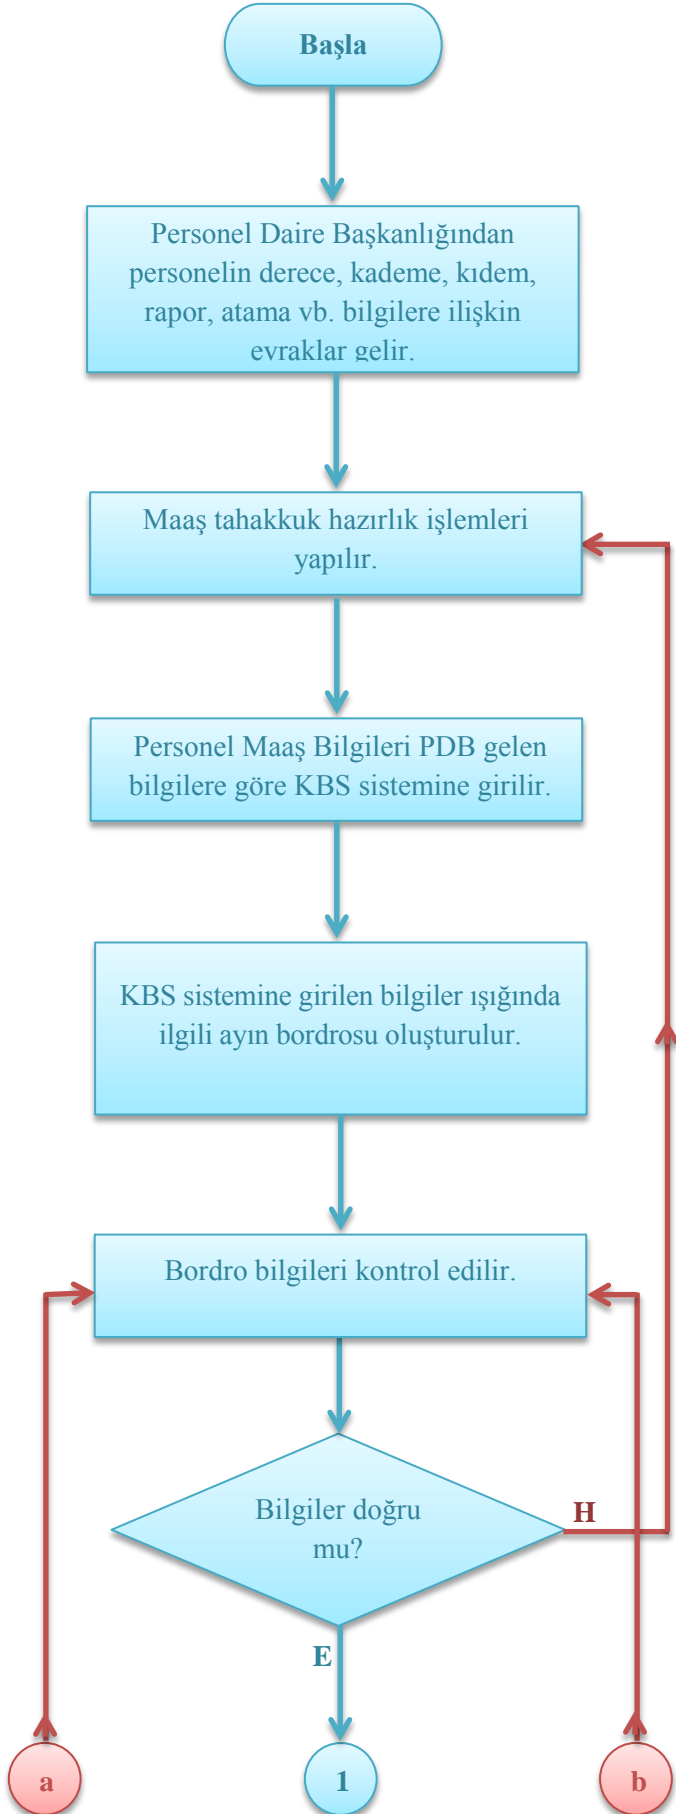 Başla
Personel Daire Başkanlığından
personelin derece, kademe, kıdem,
rapor, atama vb. bilgilere ilişkin
evraklar gelir.
Maaş tahakkuk hazırlık işlemleri
yapılır.
Personel Maaş Bilgileri PDB gelen
bilgilere göre KBS sistemine girilir.
KBS sistemine girilen bilgiler ışığında
ilgili ayın bordrosu oluşturulur.
Bordro bilgileri kontrol edilir.
Bilgiler doğru
mu?
H
E
a
1
b